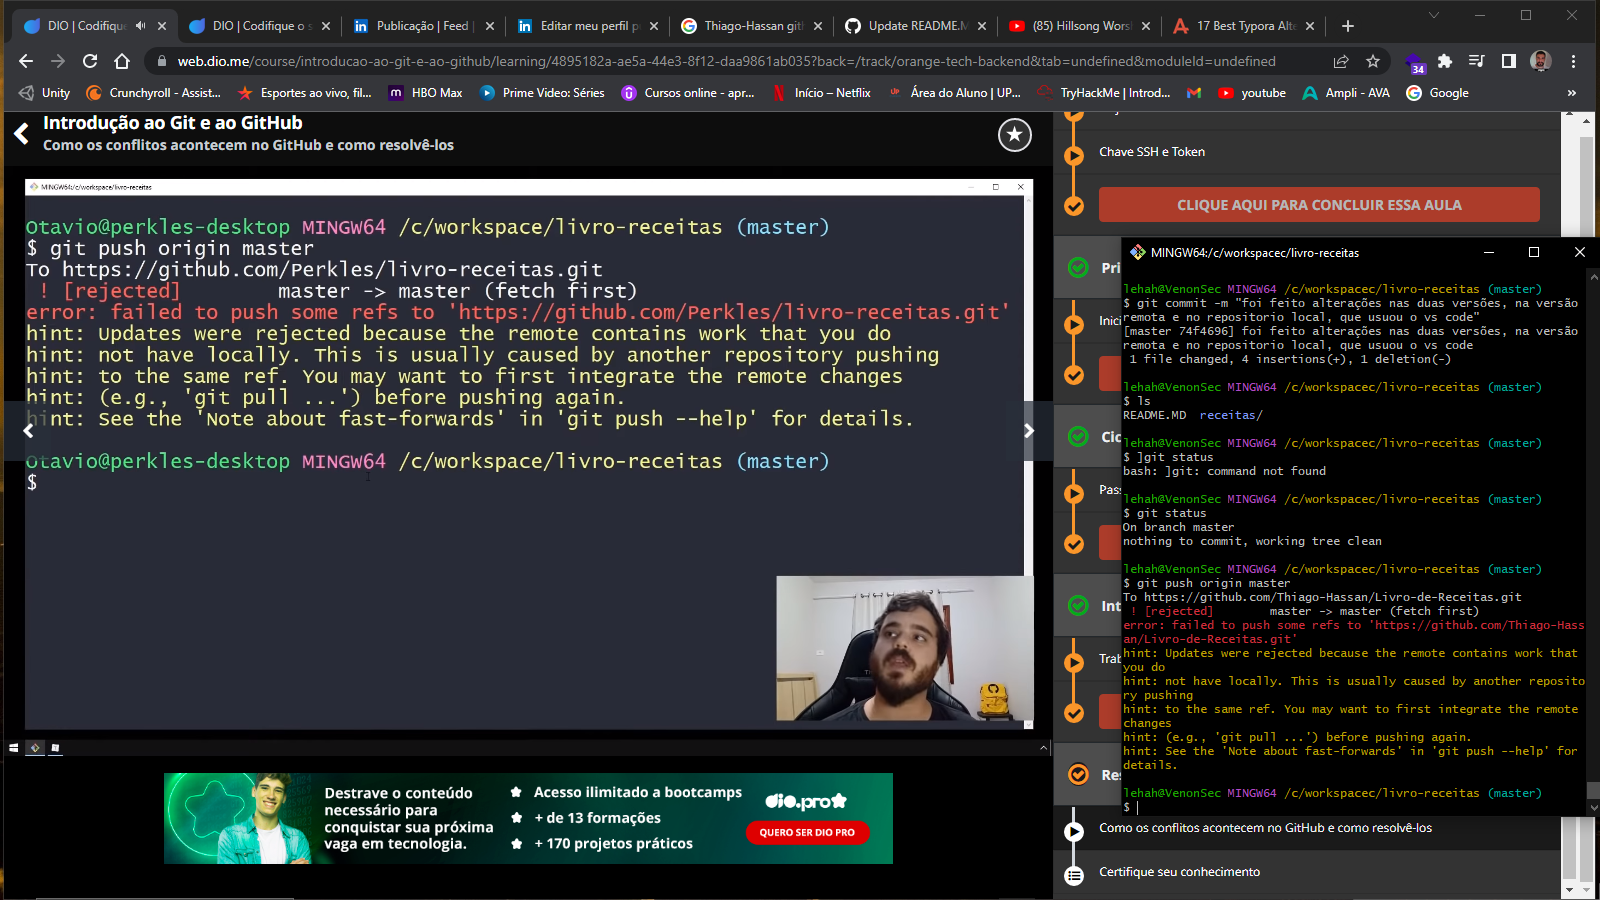 DIO | Codifique
DIO | Codifique o s
Publicação | Feed |
Editar meu perfil p
Thiago-Hassan gith
Update README.M
(85) Hillsong Worsh
17 Best Typora Alte
web.dio.me/course/introducao-ao-git-e-ao-github/learning/4895182a-ae5a-44e3-8f12-daa9861ab035?back=/track/orange-tech-backend&tab=undefined&moduleId=undefined
34
Unity
Crunchyroll - Assist...
Esportes ao vivo, fil...
HBO Max
Prime Video: Séries
Cursos online - apr...
Início – Netflix
Área do Aluno | UP...
TryHackMe | Introd...
youtube
Ampli - AVA
Google
»
Introdução ao Git e ao GitHub
Como os conflitos acontecem no GitHub e como resolvê-los
MINGW64:/c/workspace/livro-receitas
Otavio@perkles-desktop MINGW64 /c/workspace/livro-receitas (master)
$ git push origin master
To https://github.com/Perkles/livro-receitas.git
! [rejected] master -> master (fetch first)
error: failed to push some refs to 'https://github.com/Perkles/livro-receitas.git'
hint: Updates were rejected because the remote contains work that you do
hint: not have locally. This is usually caused by another repository pushing
hint: to the same ref. You may want to first integrate the remote changes
hint: (e.g., 'git pull ...') before pushing again.
hint: See the 'Note about fast-forwards' in 'git push --help' for details.
Otavio@perkles-desktop MINGW64 /c/workspace/livro-receitas (master)
$
Destrave o conteúdo
necessário para
conquistar sua próxima
vaga em tecnologia.
Acesso ilimitado a bootcamps
+ de 13 formações
+ 170 projetos práticos
dio.pro
QUERO SER DIO PRO
Chave SSH e Token
CLIQUE AQUI PARA CONCLUIR ESSA AULA
Pri
Inici
Cic
Pas
Int
Trab
Res
Como os conflitos acontecem no GitHub e como resolvê-los
Certifique seu conhecimento
MINGW64:/c/workspacec/livro-receitas
lehah@VenonSec MINGW64 /c/workspacec/livro-receitas (master)
$ git commit -m "foi feito alterações nas duas versões, na versão
remota e no repositorio local, que usuou o vs code"
[master 74f4696] foi feito alterações nas duas versões, na versão
remota e no repositorio local, que usuou o vs code
1 file changed, 4 insertions(+), 1 deletion(-)
lehah@VenonSec MINGW64 /c/workspacec/livro-receitas (master)
$ ls
README.MD receitas/
lehah@VenonSec MINGW64 /c/workspacec/livro-receitas (master)
$ ]git status
bash: ]git: command not found
lehah@VenonSec MINGW64 /c/workspacec/livro-receitas (master)
$ git status
On branch master
nothing to commit, working tree clean
lehah@VenonSec MINGW64 /c/workspacec/livro-receitas (master)
$ git push origin master
To https://github.com/Thiago-Hassan/Livro-de-Receitas.git
! [rejected] master -> master (fetch first)
error: failed to push some refs to 'https://github.com/Thiago-Hass
an/Livro-de-Receitas.git'
hint: Updates were rejected because the remote contains work that
you do
hint: not have locally. This is usually caused by another reposito
ry pushing
hint: to the same ref. You may want to first integrate the remote
changes
hint: (e.g., 'git pull ...') before pushing again.
hint: See the 'Note about fast-forwards' in 'git push --help' for
details.
lehah@VenonSec MINGW64 /c/workspacec/livro-receitas (master)
$